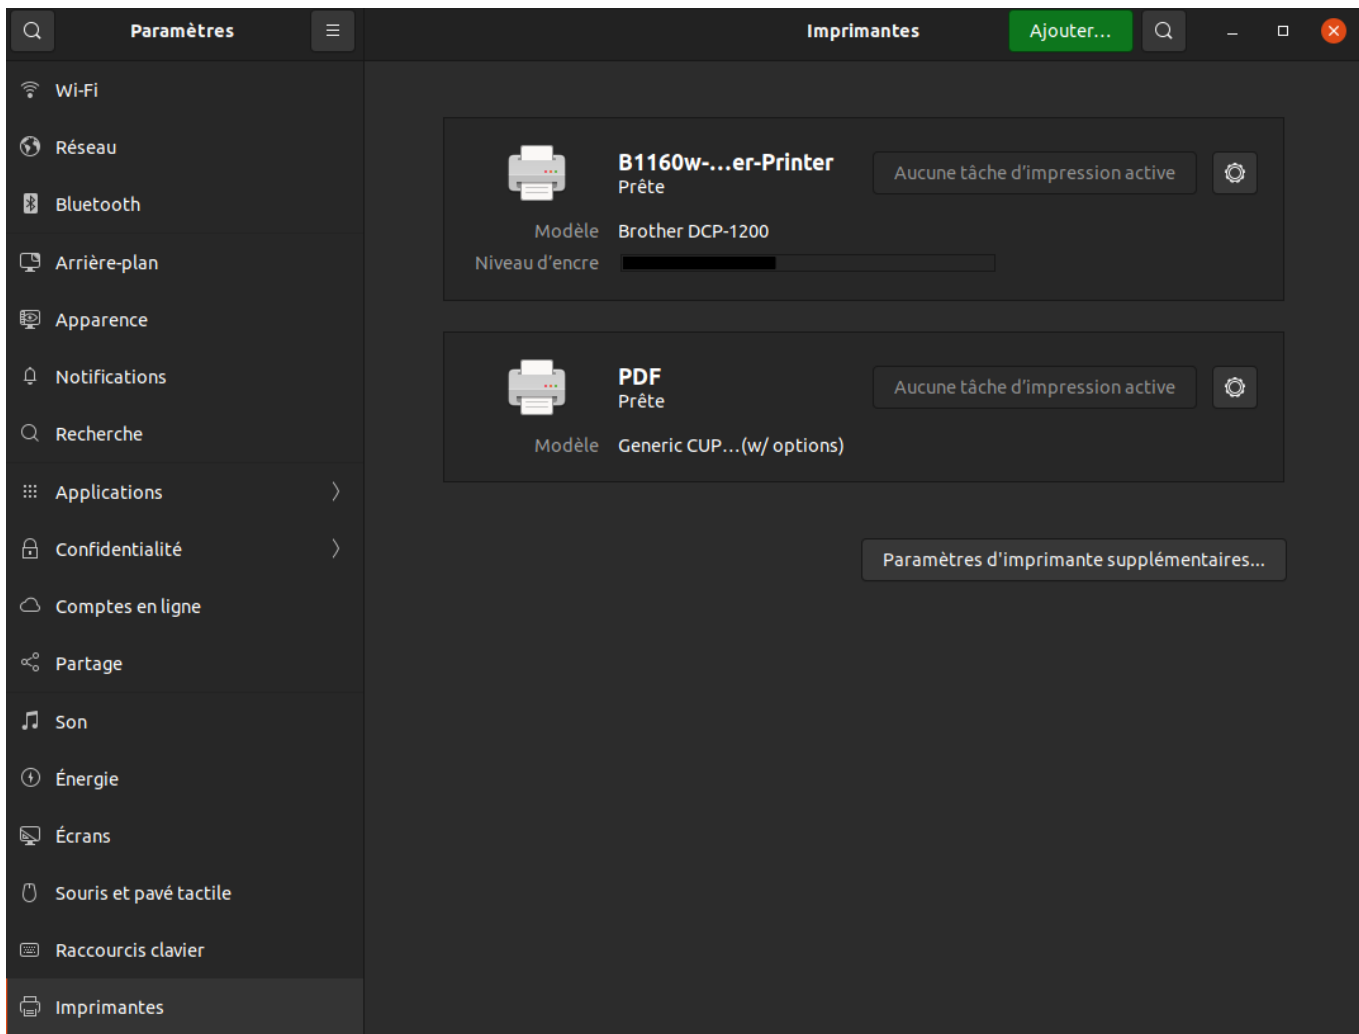 Paramètres
Imprimantes
Ajouter...
Wi-Fi
Réseau
Bluetooth
Arrière-plan
Apparence
Notifications
Recherche
Applications
Confidentialité
Comptes en ligne
Partage
Son
Énergie
Écrans
Souris et pavé tactile
Raccourcis clavier
Imprimantes
B1160w-...er-Printer
Prête
Aucune tâche d'impression active
Modèle Brother DCP-1200
Niveau d'encre
PDF
Prête
Aucune tâche d'impression active
Modèle Generic CUP...(w/ options)
Paramètres d'imprimante supplémentaires...